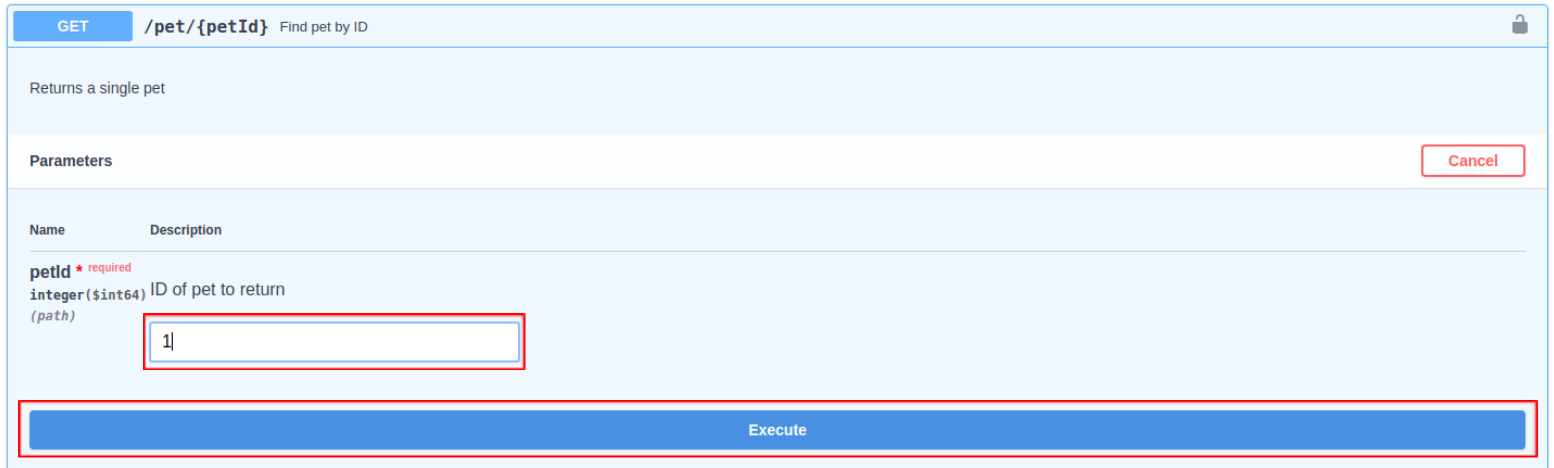 GET /pet/{petId} Find pet by ID
Returns a single pet
Parameters Cancel
Name Description
petId * required
integer($int64)
(path)
ID of pet to return
1
Execute